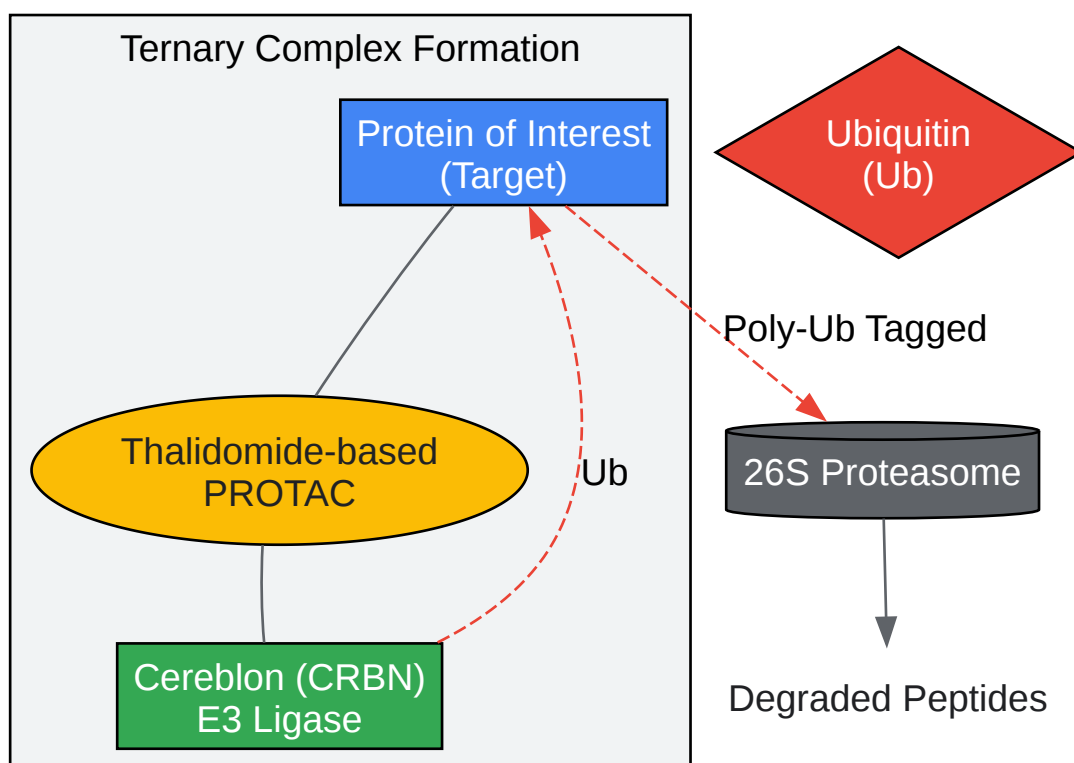 Ternary Complex Formation
Protein of Interest
(Target)
Ubiquitin
(Ub)
Poly-Ub Tagged
Thalidomide-based
PROTAC
Ub
26S Proteasome
Cereblon (CRBN)
E3 Ligase
Degraded Peptides